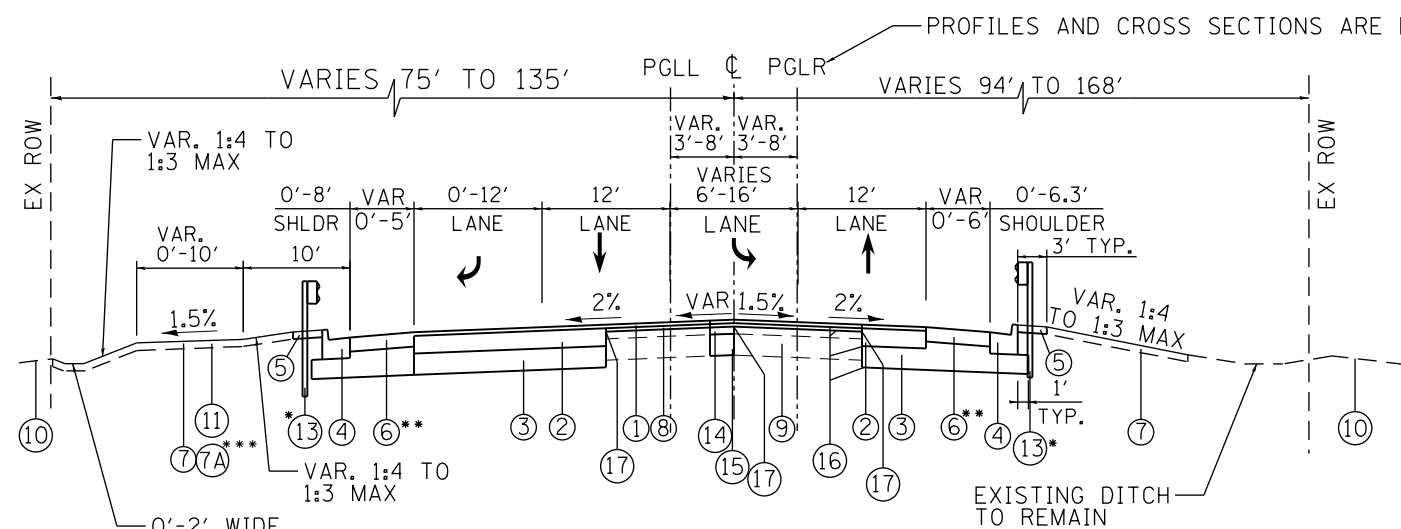 PROFILES AND CROSS SECTIONS ARE
PGLL ℄ PGLR
VARIES 75' TO 135'
VARIES 94' TO 168'
EX ROW
EX ROW
VAR. 1:4 TO
1:3 MAX
VAR.
3'-8'
VAR.
3'-8'
0'-8'
SHLDR
VAR
0'-5'
0'-12'
LANE
12'
LANE
VARIES
6'-16'
LANE
12'
LANE
VAR
0'-6'
0'-6.3'
SHOULDER
3' TYP.
VAR.
0'-10'
10'
1.5%
2%
VAR 1.5%
2%
VAR. 1:4
TO 1:3 MAX
5
5
10
11
7
7A***
*13
4
6**
3
2
1
8
14
15
17
17
9
16
2
17
3
6**
4
13*
1'
TYP.
7
10
VAR. 1:4 TO
1:3 MAX
EXISTING DITCH
TO REMAIN
0'-2' WIDE